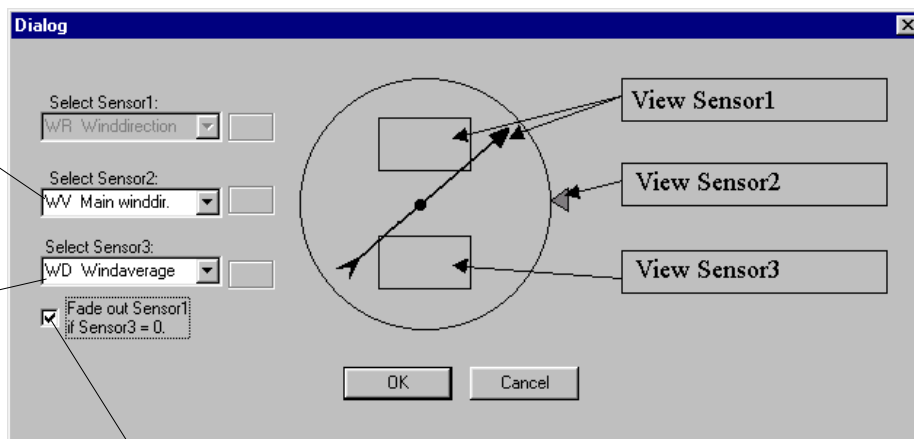 Dialog
Select Sensor1:
WR Winddirection
Select Sensor2:
WV Main winddir.
Select Sensor3:
WD Windaverage
Fade out Sensor1
if Sensor3 = 0.
View Sensor1
View Sensor2
View Sensor3
OK
Cancel